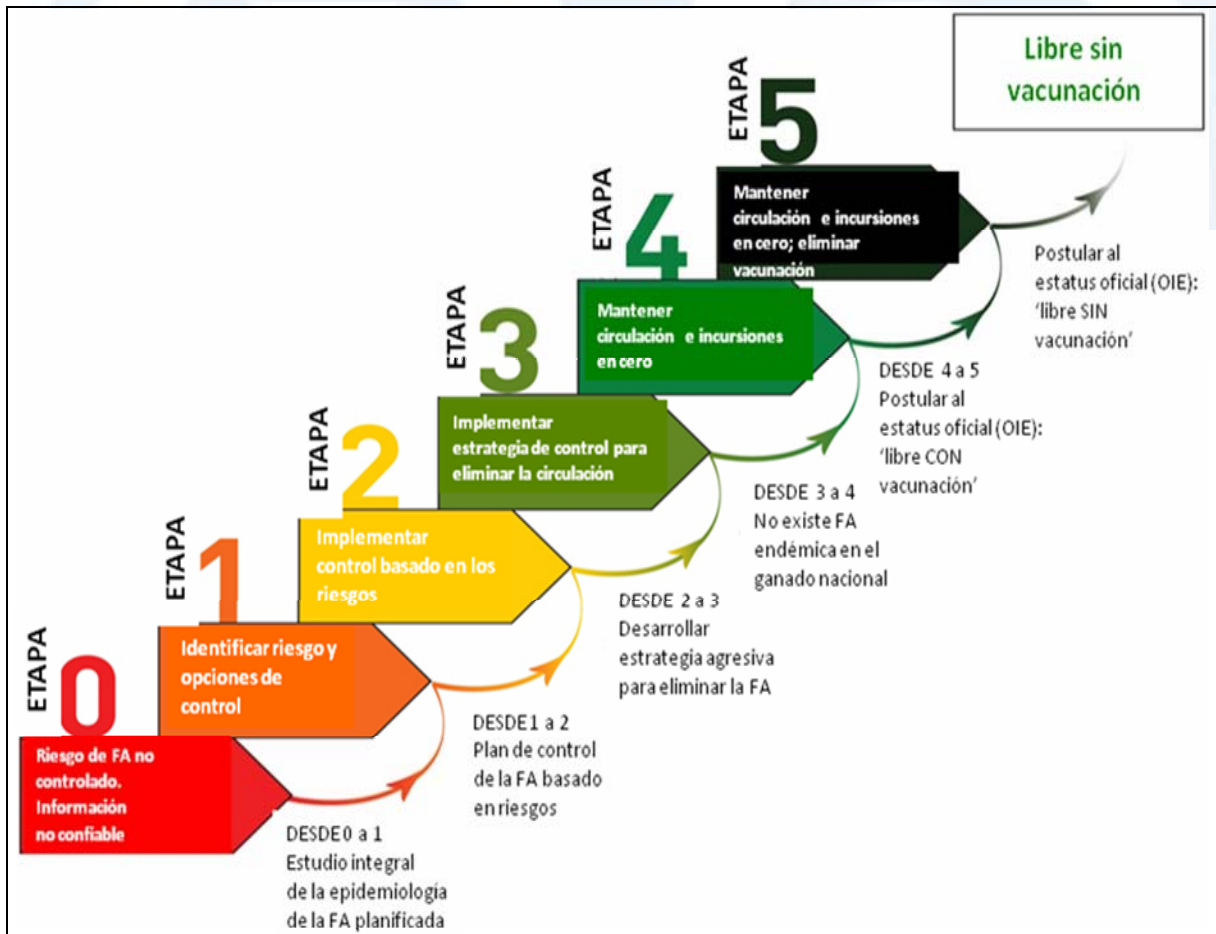 Libre sin
vacunación
ETAPA
5
Mantener
circulación e incursiones
en cero; eliminar
vacunación
Postular al
estatus oficial (OIE):
'libre SIN
vacunación'
ETAPA
4
Mantener
circulación e incursiones
en cero
DESDE 4 a 5
Postular al
estatus oficial (OIE):
'libre CON
vacunación'
ETAPA
3
Implementar
estrategia de control para
eliminar la circulación
DESDE 3 a 4
No existe FA
endémica en el
ganado nacional
ETAPA
2
Implementar
control basado en los
riesgos
DESDE 2 a 3
Desarrollar
estrategia agresiva
para eliminar la FA
ETAPA
1
Identificar riesgo y
opciones de
control
DESDE 1 a 2
Plan de control
de la FA basado
en riesgos
ETAPA
0
Riesgo de FA no
controlado.
Información
no confiable
DESDE 0 a 1
Estudio integral
de la epidemiología
de la FA planificada